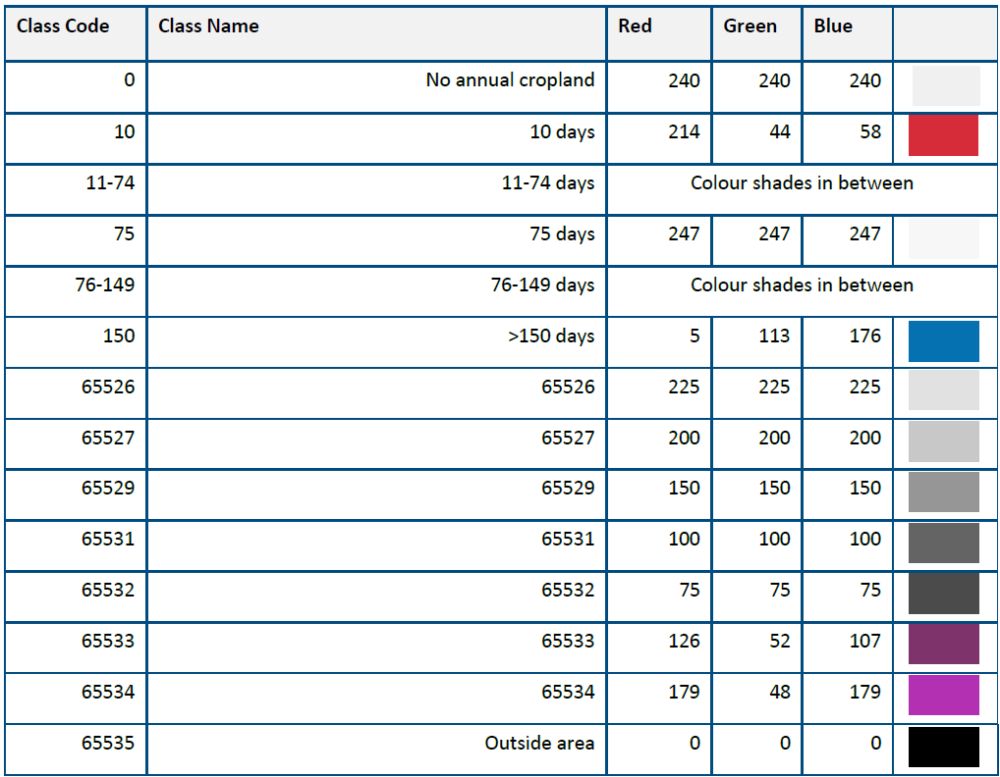 Class Code Class Name Red Green Blue
0 No annual cropland 240 240 240
10 10 days 214 44 58
11-74 11-74 days Colour shades in between
75 75 days 247 247 247
76-149 76-149 days Colour shades in between
150 >150 days 5 113 176
65526 65526 225 225 225
65527 65527 200 200 200
65529 65529 150 150 150
65531 65531 100 100 100
65532 65532 75 75 75
65533 65533 126 52 107
65534 65534 179 48 179
65535 Outside area 0 0 0